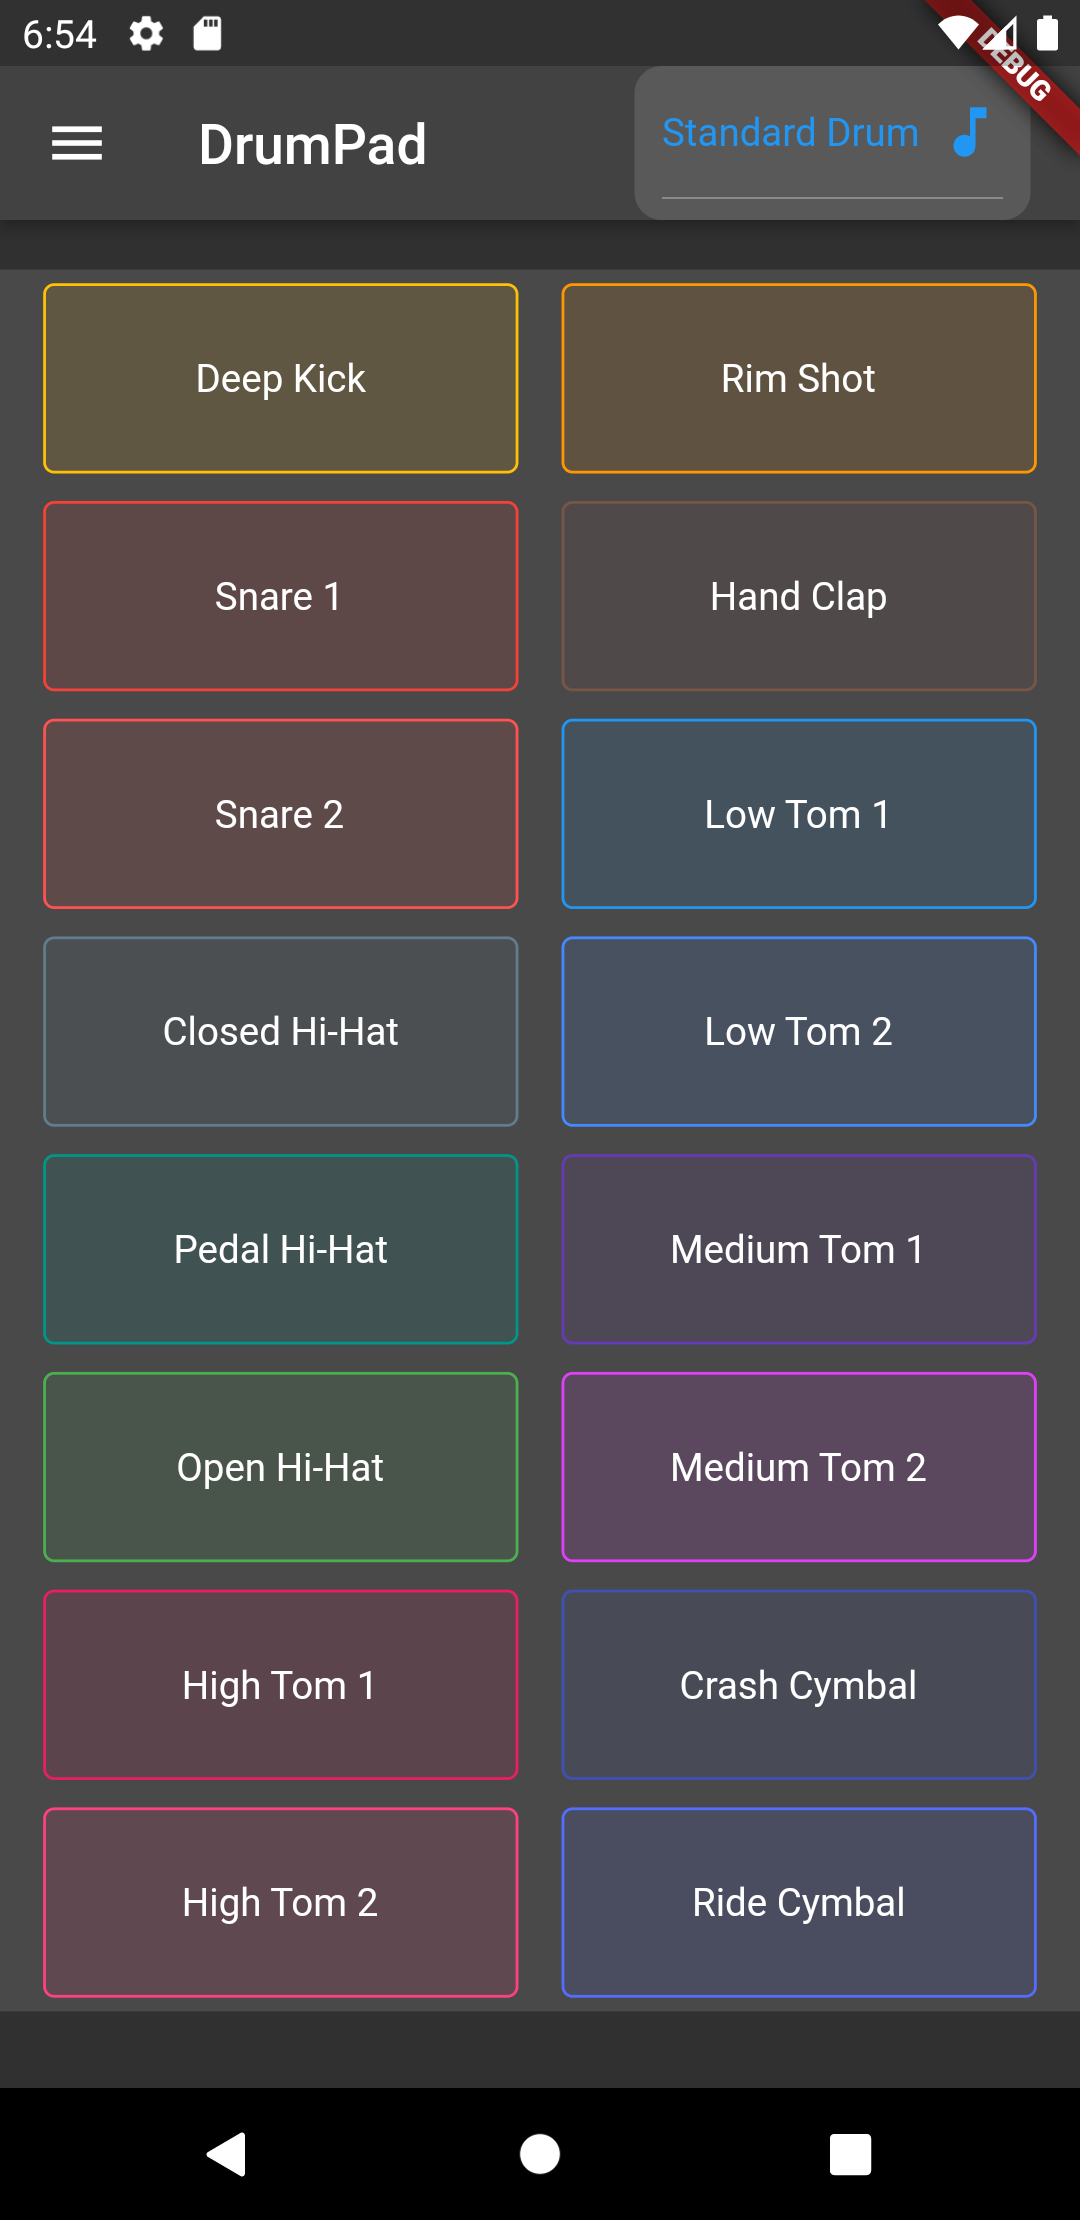 6:54
DEBUG
DrumPad
Standard Drum
Deep Kick
Rim Shot
Snare 1
Hand Clap
Snare 2
Low Tom 1
Closed Hi-Hat
Low Tom 2
Pedal Hi-Hat
Medium Tom 1
Open Hi-Hat
Medium Tom 2
High Tom 1
Crash Cymbal
High Tom 2
Ride Cymbal